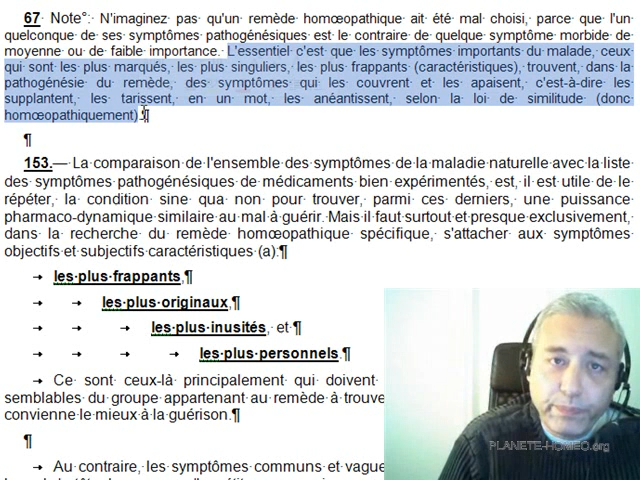 67 Note°: N'imaginez pas qu'un remède homœopathique ait été mal choisi, parce que l'un
quelconque de ses symptômes pathogénésiques est le contraire de quelque symptôme morbide de
moyenne ou de faible importance. L'essentiel c'est que les symptômes importants du malade, ceux
qui sont les plus marqués, les plus singuliers, les plus frappants (caractéristiques), trouvent, dans la
pathogénésie du remède, des symptômes qui les couvrent et les apaisent, c'est-à-dire les
supplantent, les tarissent, en un mot, les anéantissent, selon la loi de similitude (donc
homœopathiquement).¶
¶
153.— La comparaison de l'ensemble des symptômes de la maladie naturelle avec la liste
des symptômes pathogénésiques de médicaments bien expérimentés, est, il est utile de le
répéter, la condition sine qua non pour trouver, parmi ces derniers, une puissance
pharmaco-dynamique similaire au mal à guérir. Mais il faut surtout et presque exclusivement,
dans la recherche du remède homœopathique spécifique, s'attacher aux symptômes
objectifs et subjectifs caractéristiques (a):¶
→ les plus frappants,¶
→ → les plus originaux,¶
→ → → les plus inusités, et ¶
→ → → → les plus personnels.¶
→ Ce sont ceux-là principalement qui doivent
semblables du groupe appartenant au remède à trouve
convienne le mieux à la guérison.¶
¶
→ Au contraire, les symptômes communs et vague
PLANETE-HOMEO.org